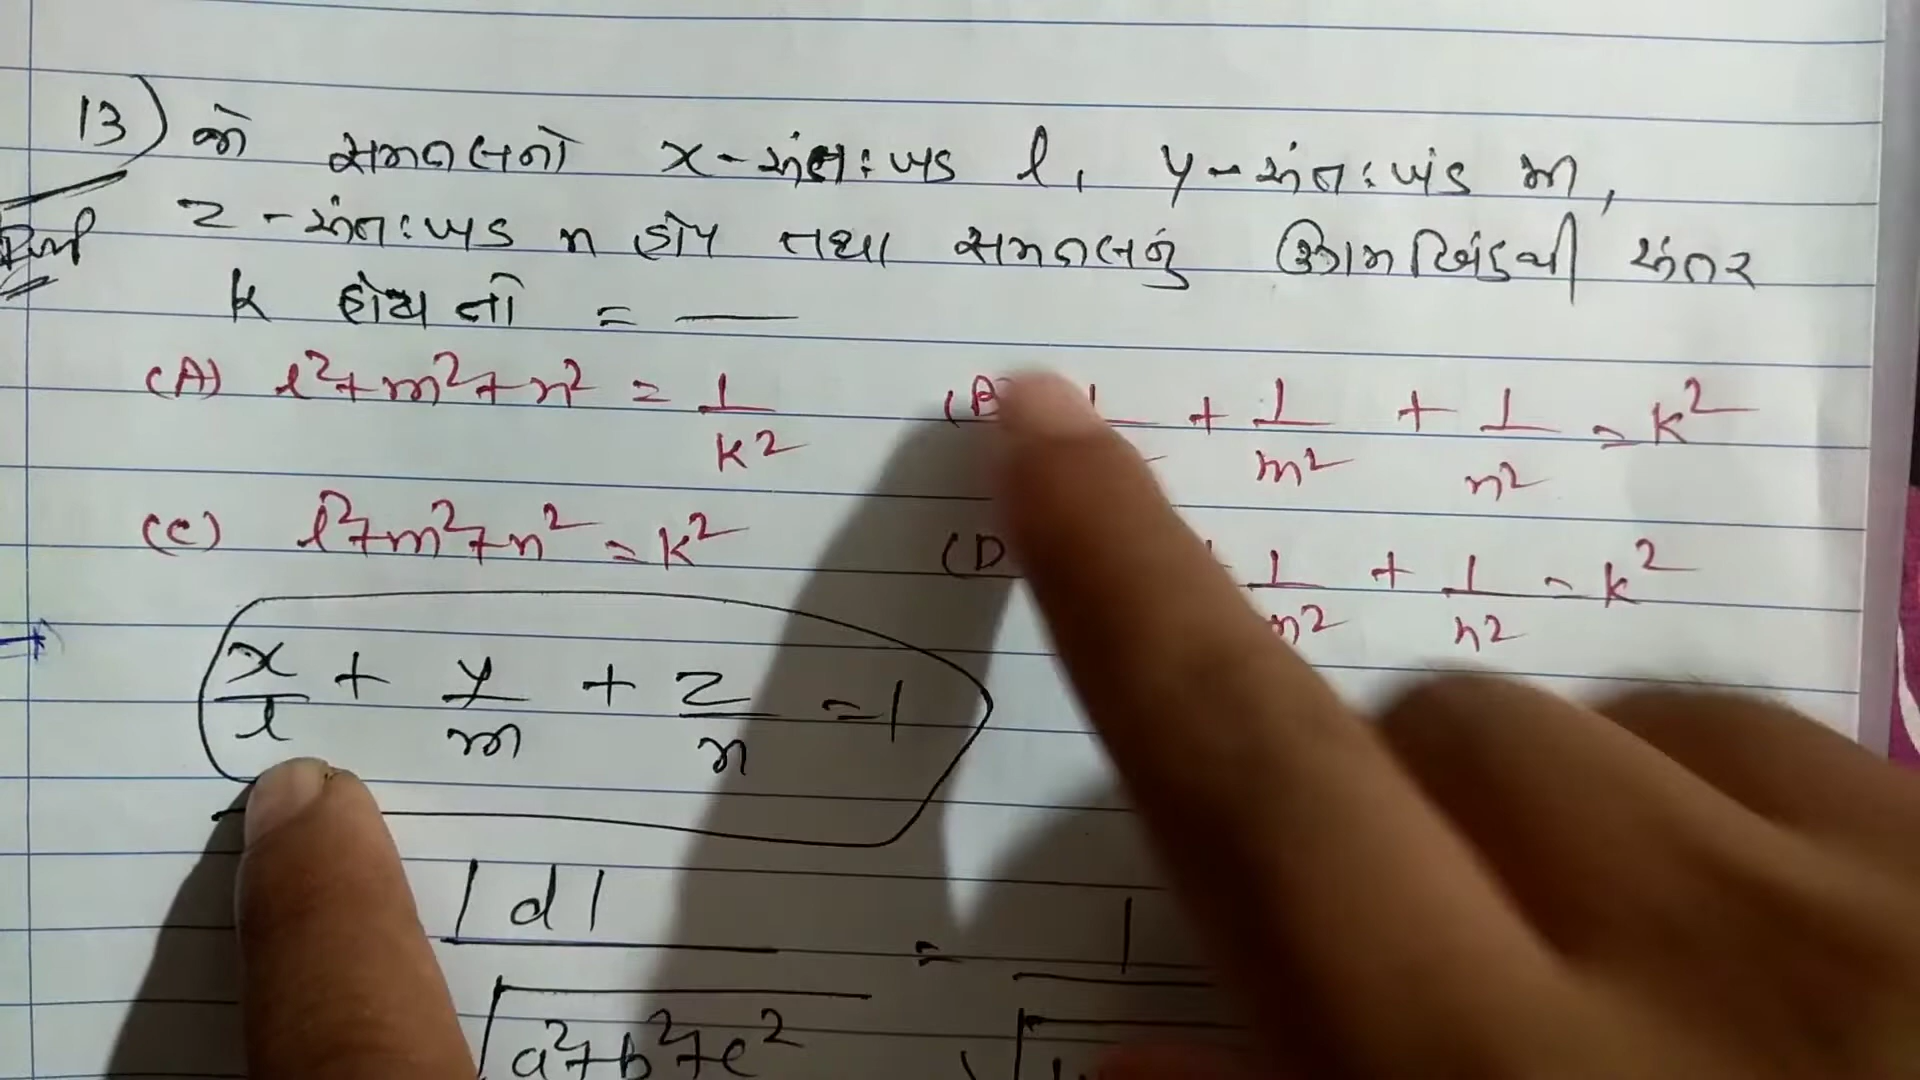 13) જો સમતલનો x-અંતઃખંડ l, y-અંતઃખંડ m,
z-અંતઃખંડ n હોય તથા સમતલનું ઊગમબિંદુથી અંતર
k હોય તો = ——
(A) l²+m²+n² = 1/k² (B) + 1/m² + 1/n² = k²
(C) l²+m²+n² = k² (D + 1/m² + 1/n² = k²
x/l + y/m + z/n = 1
|d|/√a²+b²+c² = 1/√